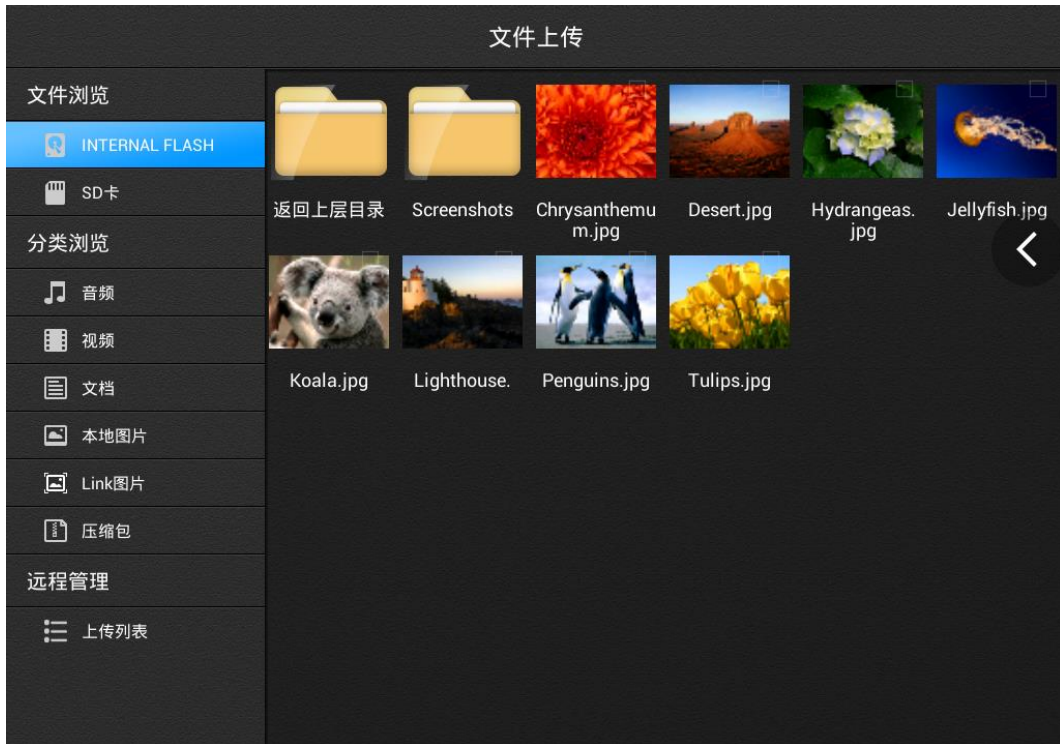 文件上传
文件浏览
INTERNAL FLASH
SD卡
分类浏览
音频
视频
文档
本地图片
Link图片
压缩包
远程管理
上传列表
返回上层目录
Screenshots
Chrysanthemu
m.jpg
Desert.jpg
Hydrangeas.
jpg
Jellyfish.jpg
Koala.jpg
Lighthouse.
Penguins.jpg
Tulips.jpg